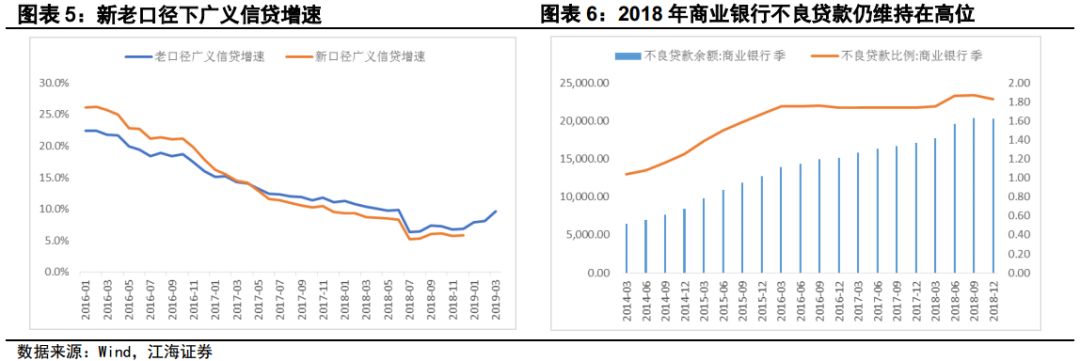 图表 5：新老口径下广义信贷增速
老口径广义信贷增速 新口径广义信贷增速
30.0%
25.0%
20.0%
15.0%
10.0%
5.0%
0.0%
2016-01 2016-03 2016-05 2016-07 2016-09 2016-11 2017-01 2017-03 2017-05 2017-07 2017-09 2017-11 2018-01 2018-03 2018-05 2018-07 2018-09 2018-11 2019-01 2019-03
图表 6：2018 年商业银行不良贷款仍维持在高位
不良贷款余额:商业银行 季 不良贷款比例:商业银行 季
25,000.00 2.00
1.80
20,000.00 1.60
1.40
15,000.00 1.20
1.00
10,000.00 0.80
0.60
5,000.00 0.40
0.20
0.00 0.00
2014-03 2014-06 2014-09 2014-12 2015-03 2015-06 2015-09 2015-12 2016-03 2016-06 2016-09 2016-12 2017-03 2017-06 2017-09 2017-12 2018-03 2018-06 2018-09 2018-12
数据来源：Wind，江海证券